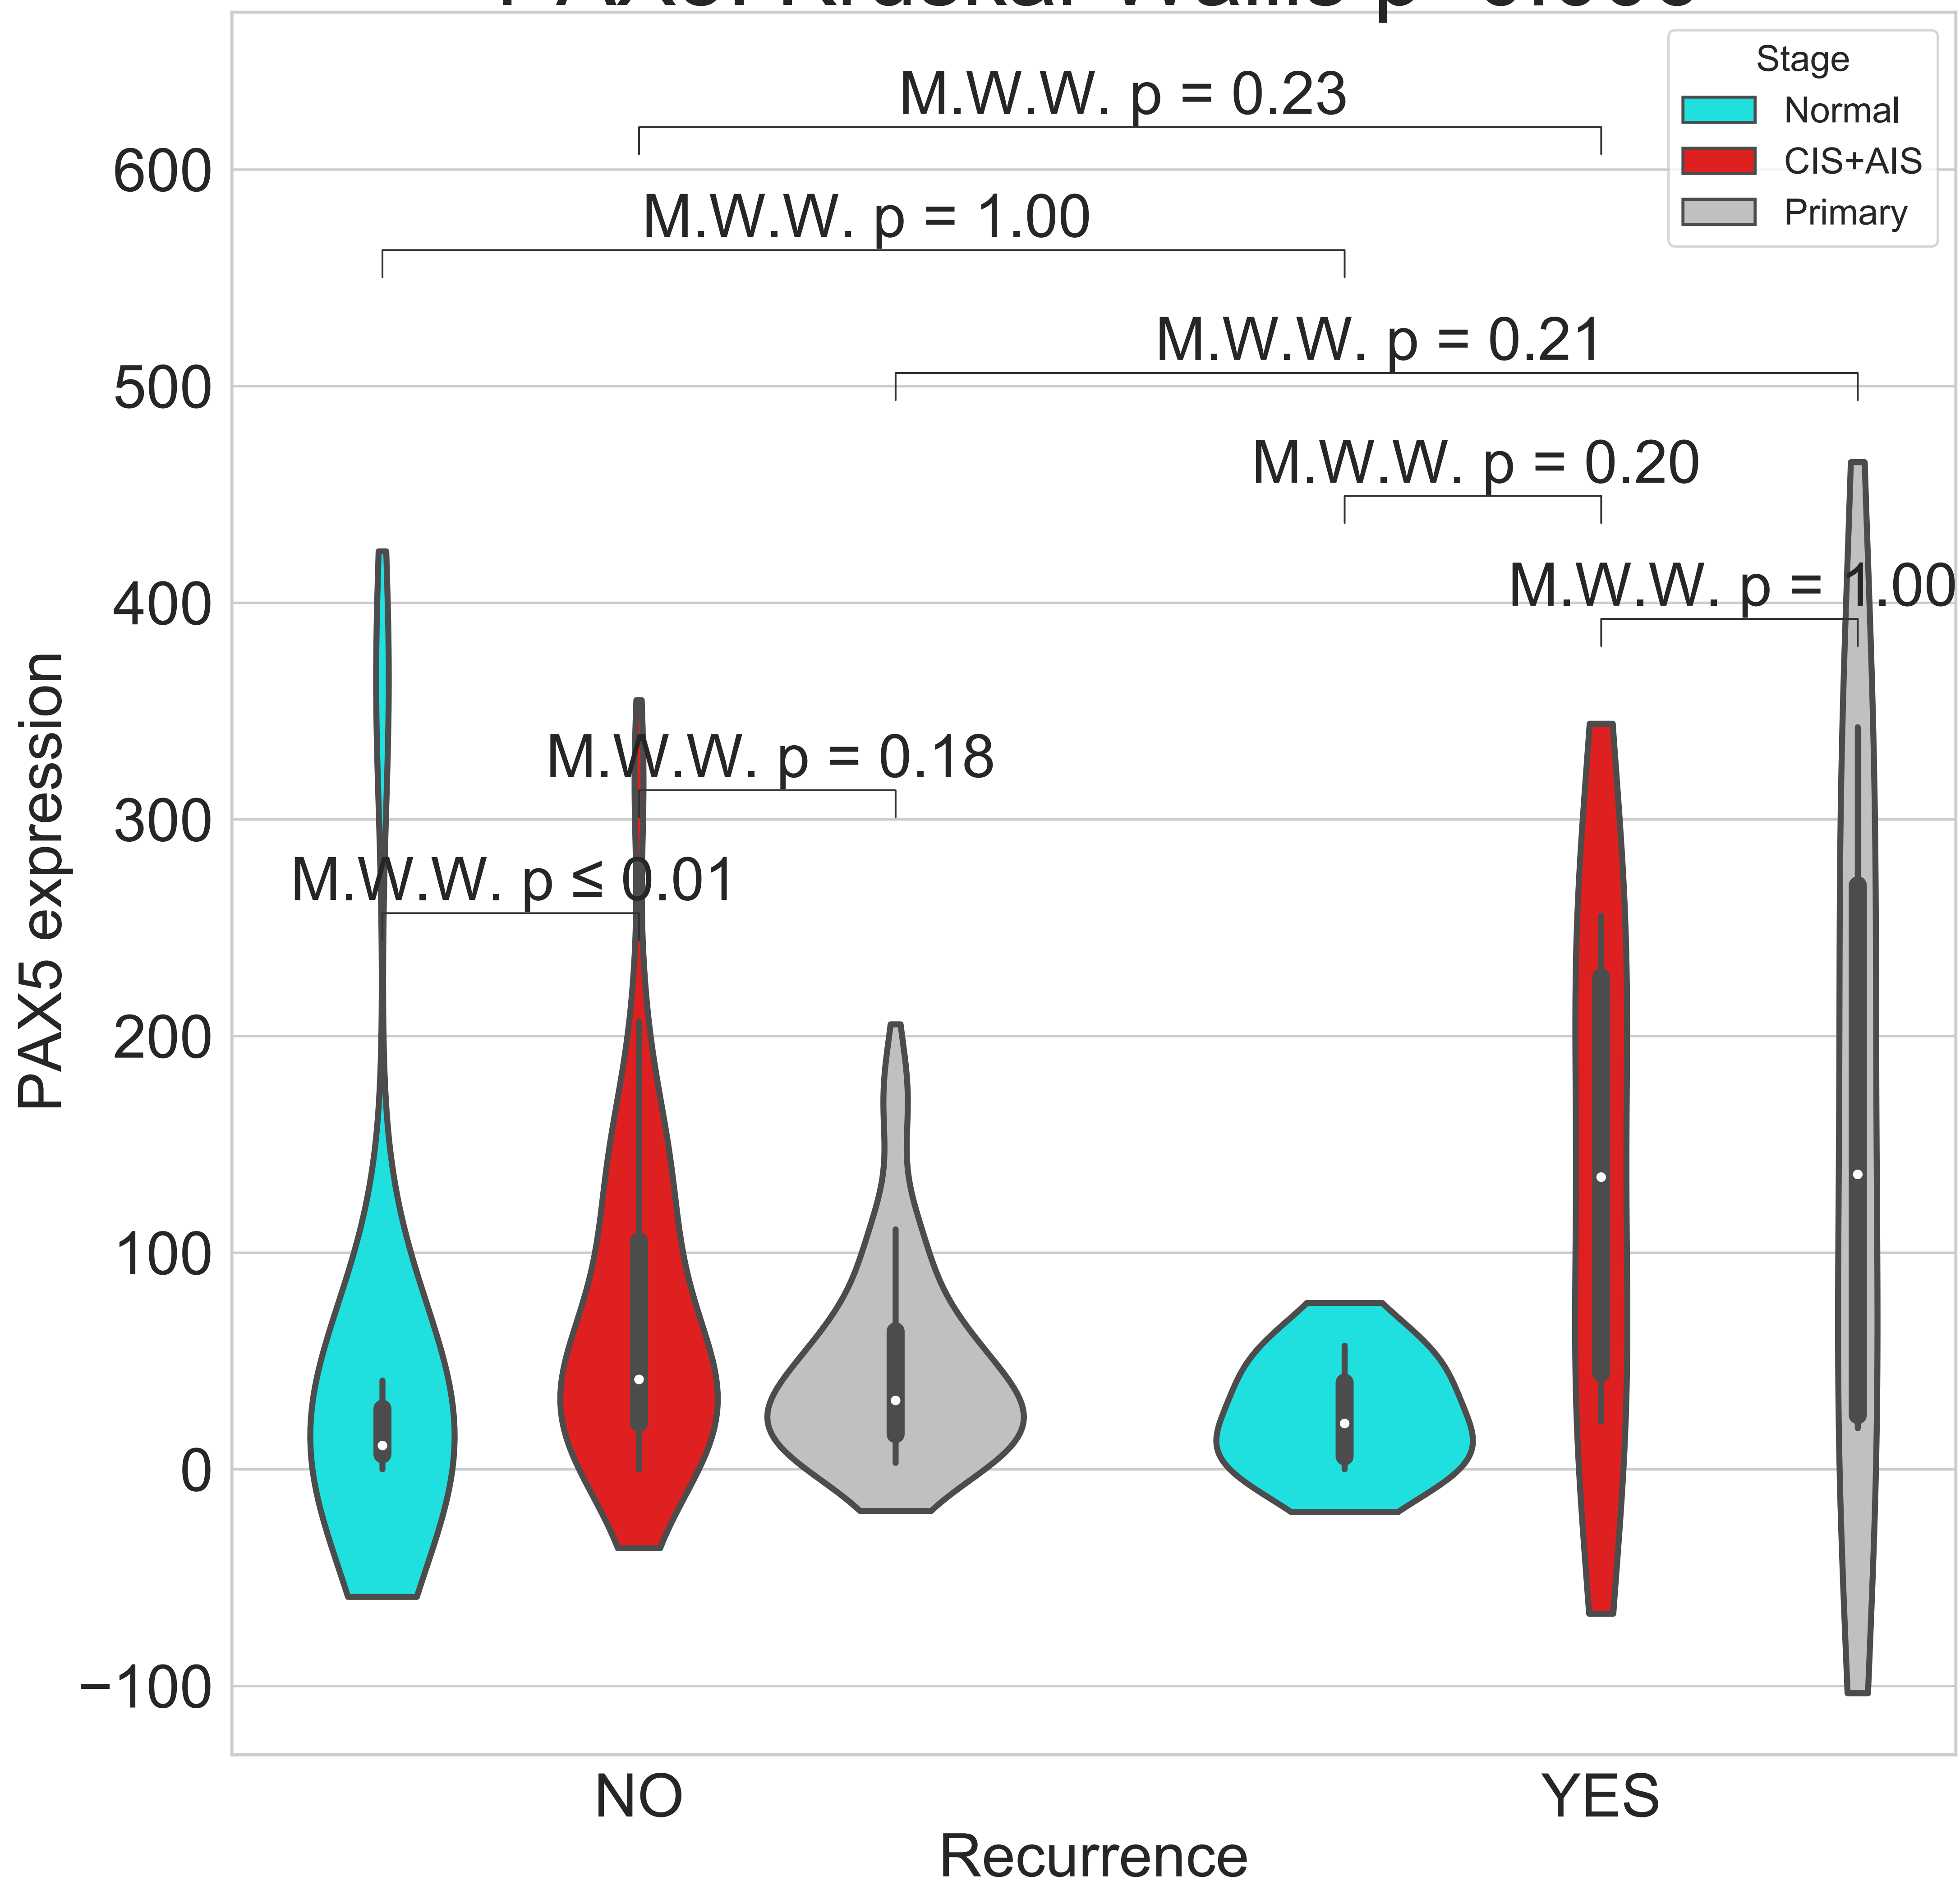 Stage
Normal
CIS+AIS
Primary
M.W.W. p = 0.23
M.W.W. p = 1.00
M.W.W. p = 0.21
M.W.W. p = 0.20
M.W.W. p = 1.00
M.W.W. p = 0.18
M.W.W. p ≤ 0.01
PAX5 expression
600
500
400
300
200
100
0
−100
NO
YES
Recurrence